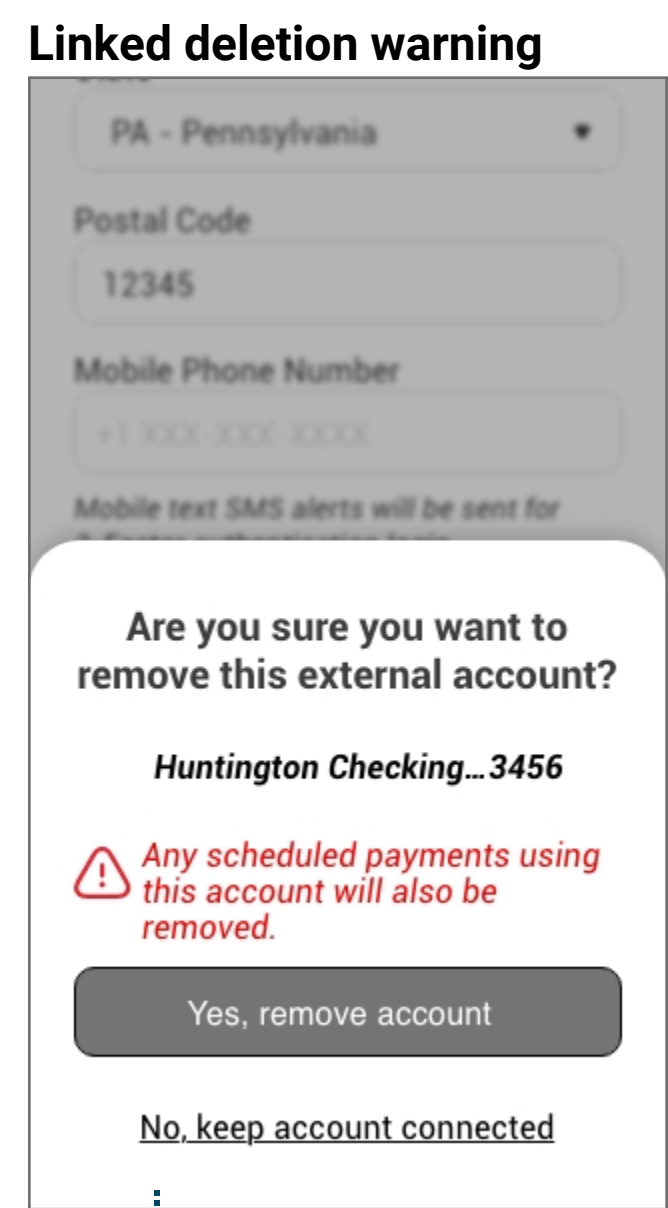 Linked deletion warning
PA - Pennsylvania
Postal Code
12345
Mobile Phone Number
+1 XXX-XXX-XXXX
Mobile text SMS alerts will be sent for
Are you sure you want to
remove this external account?
Huntington Checking...3456
Any scheduled payments using
this account will also be
removed.
Yes, remove account
No, keep account connected